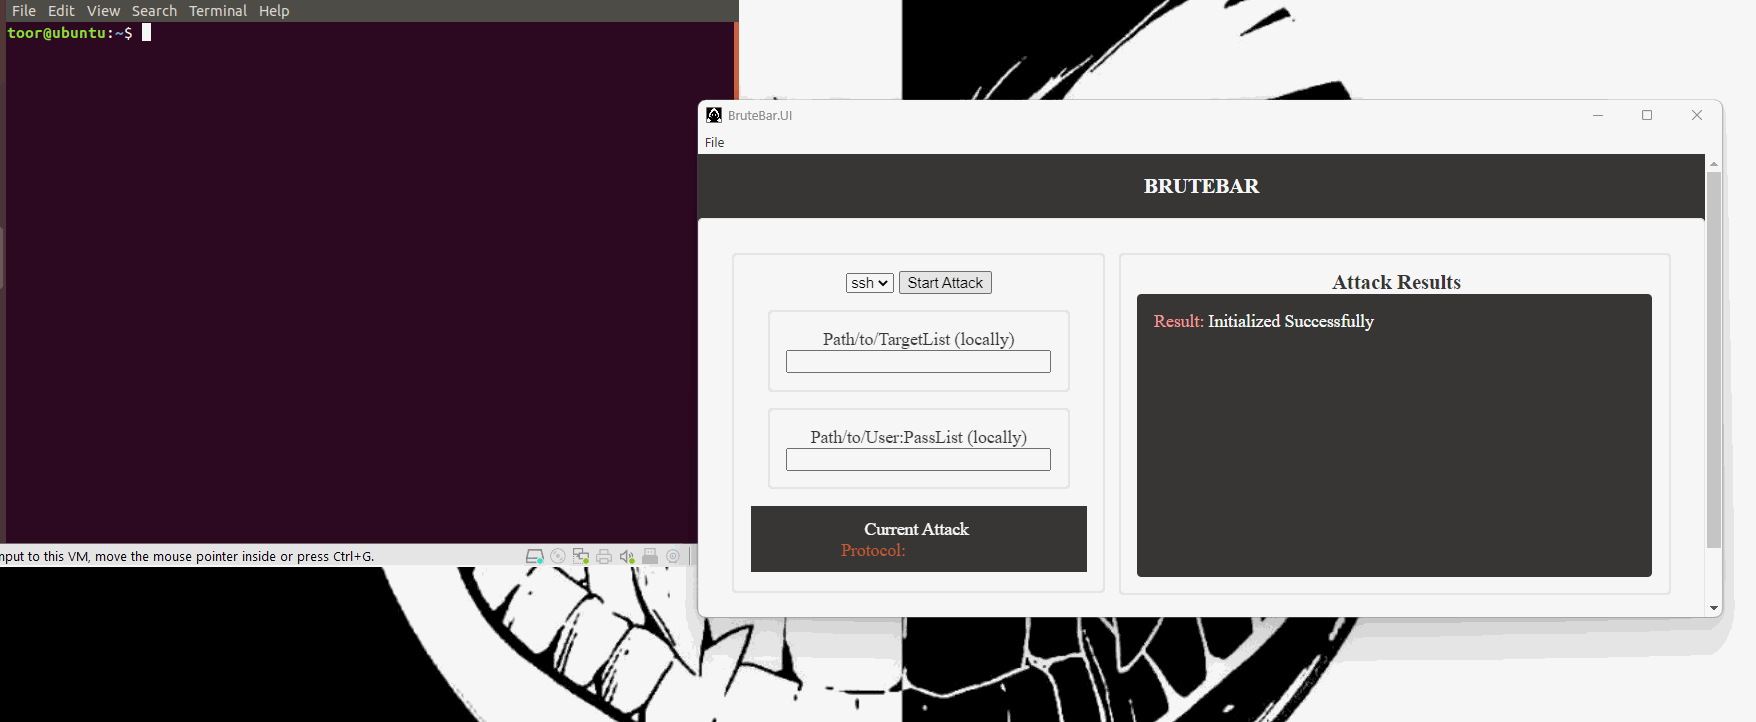 File Edit View Search Terminal Help
toor@ubuntu:~$
nput to this VM, move the mouse pointer inside or press Ctrl+G.
BruteBar.UI
File
BRUTEBAR
ssh Start Attack
Path/to/TargetList (locally)
Path/to/User:PassList (locally)
Current Attack
Protocol:
Attack Results
Result: Initialized Successfully